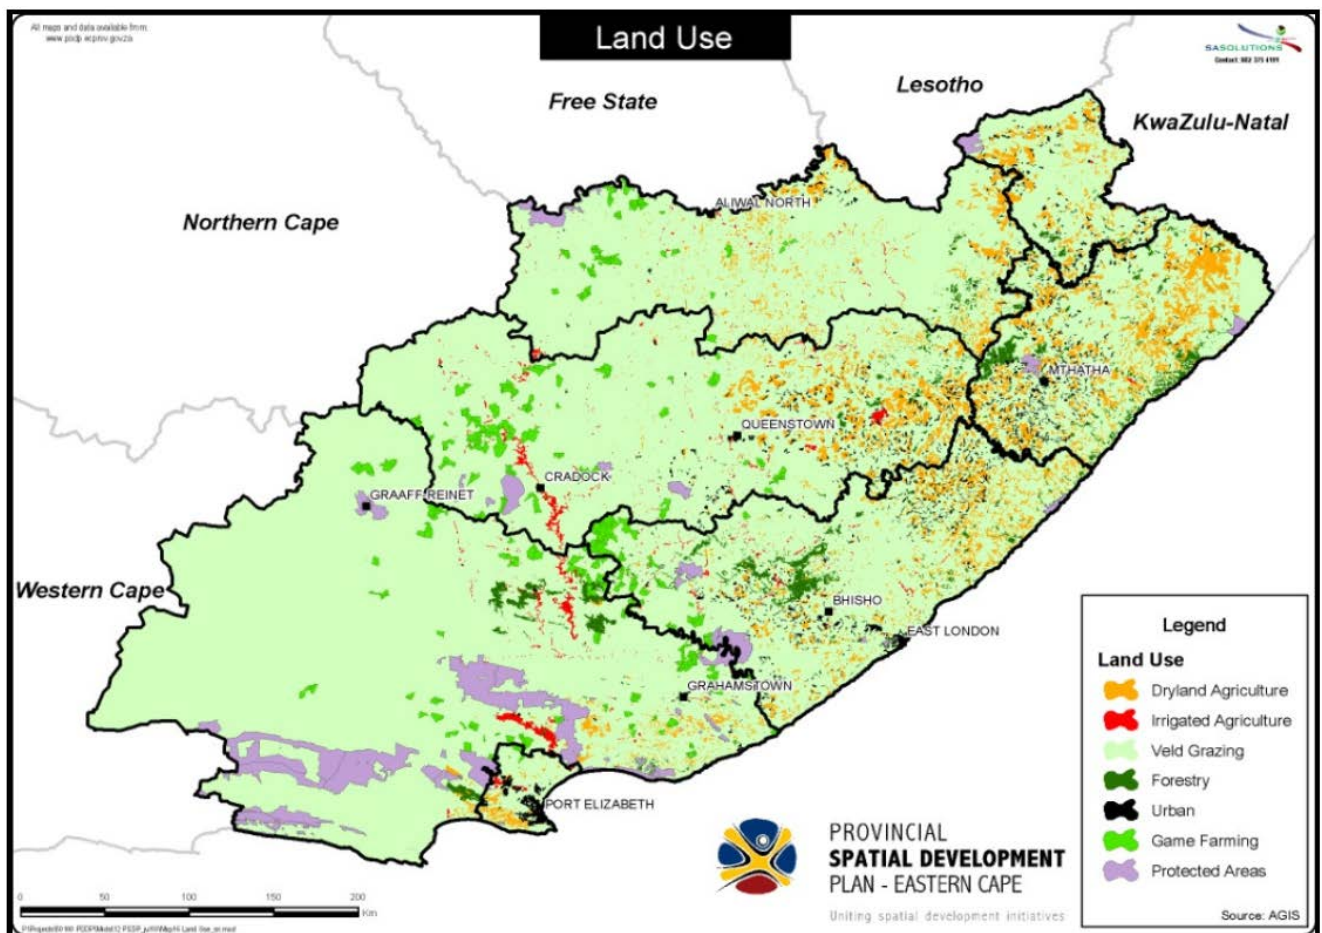 All maps and data available from:
www.psdp.ecprov.gov.za
Land Use
SASOLUTIONS
Free State
Lesotho
KwaZulu-Natal
Northern Cape
ALIWAL NORTH
MTHATHA
QUEENSTOWN
CRADOCK
GRAAFF-REINET
Western Cape
BHISHO
EAST LONDON
GRAHAMSTOWN
PORT ELIZABETH
Legend
Land Use
Dryland Agriculture
Irrigated Agriculture
Veld Grazing
Forestry
Urban
Game Farming
Protected Areas
Source: AGIS
PROVINCIAL
SPATIAL DEVELOPMENT
PLAN - EASTERN CAPE
Uniting spatial development initiatives
0 50 100 150 200
Km